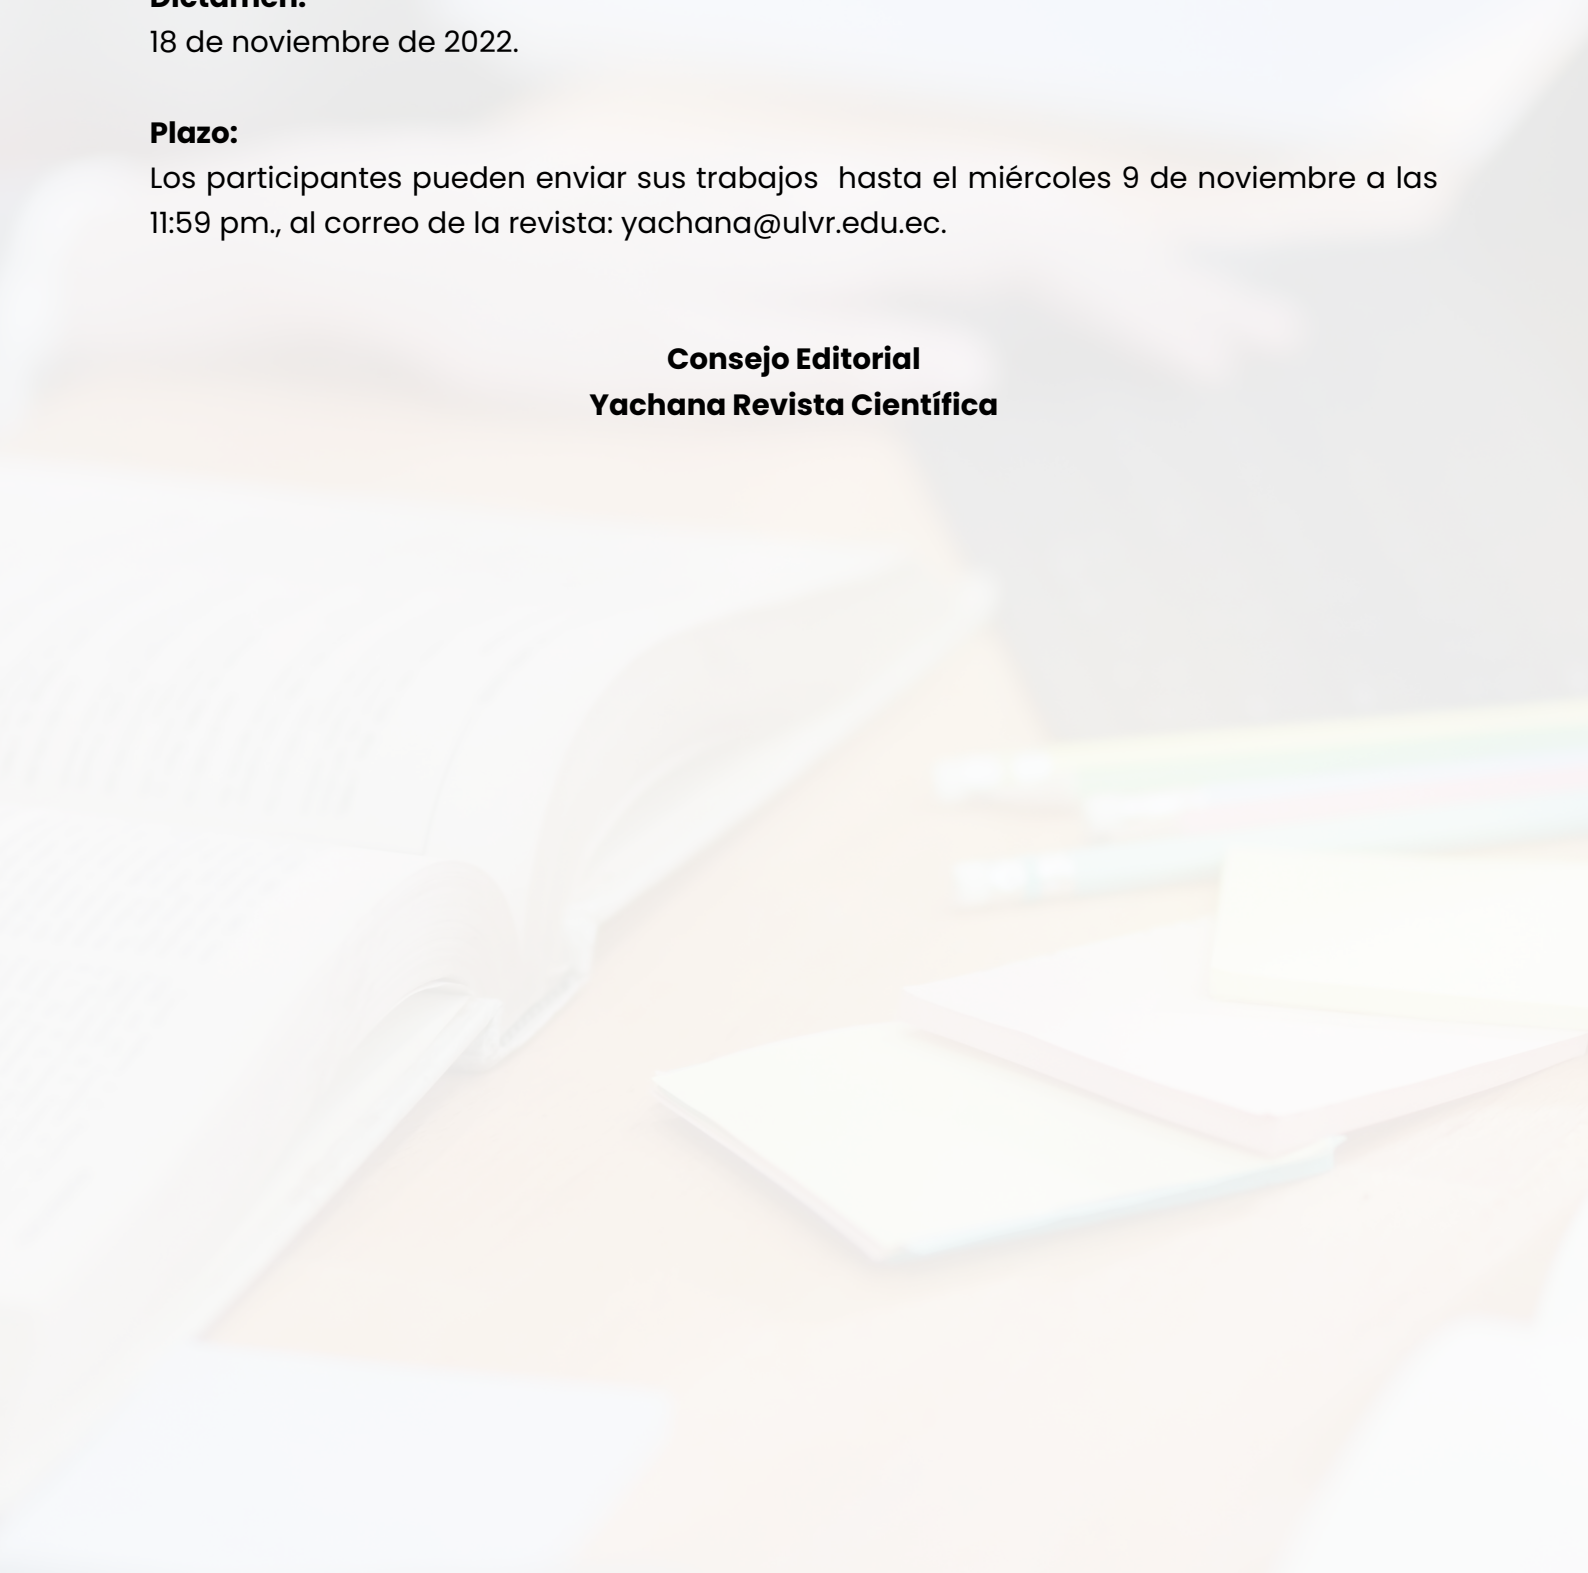 Dictamen:
18 de noviembre de 2022.
Plazo:
Los participantes pueden enviar sus trabajos  hasta el miércoles 9 de noviembre a las
11:59 pm., al correo de la revista: yachana@ulvr.edu.ec.
Consejo Editorial
Yachana Revista Científica